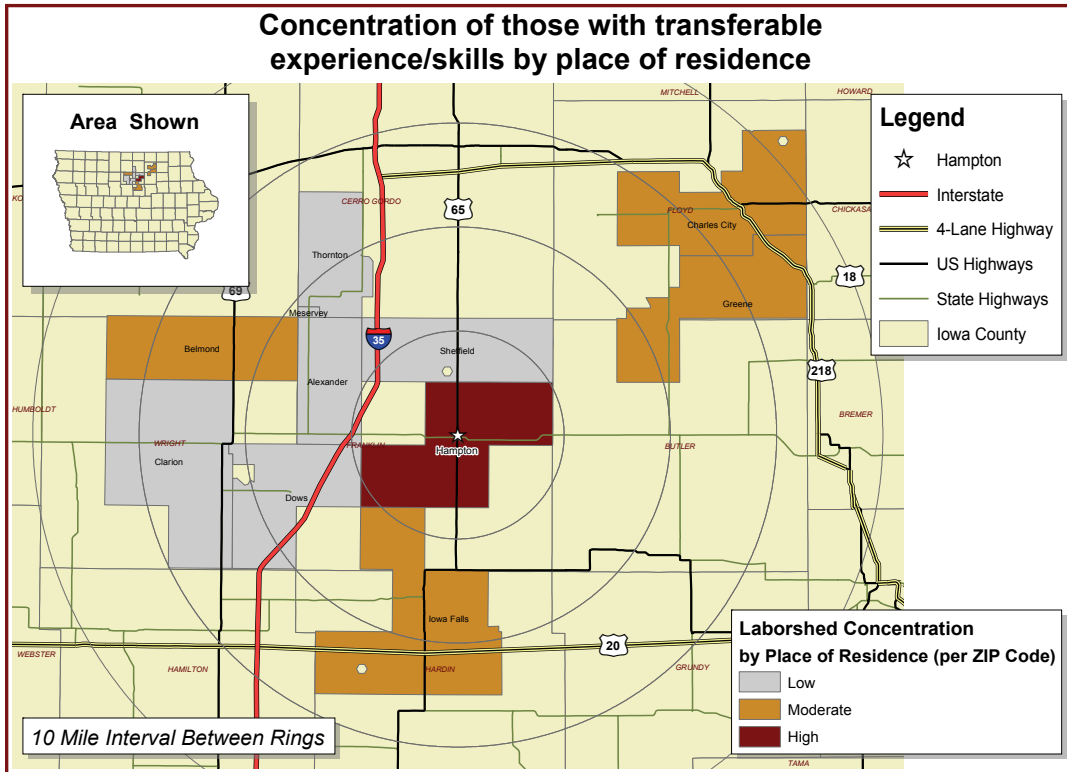 Concentration of those with transferable
experience/skills by place of residence
Area Shown
MITCHELL
HOWARD
KO
CERRO GORDO
65
FLOYD
CHICKASA
Charles City
Thornton
69
18
Greene
Meservey
35
Belmond
Sheffield
Alexander
218
HUMBOLDT
BREMER
WRIGHT
FRANKLIN
BUTLER
Hampton
Clarion
Dows
Iowa Falls
20
WEBSTER
HAMILTON
HARDIN
GRUNDY
TAMA
Legend
Hampton
Interstate
4-Lane Highway
US Highways
State Highways
Iowa County
Laborshed Concentration
by Place of Residence (per ZIP Code)
Low
Moderate
High
10 Mile Interval Between Rings